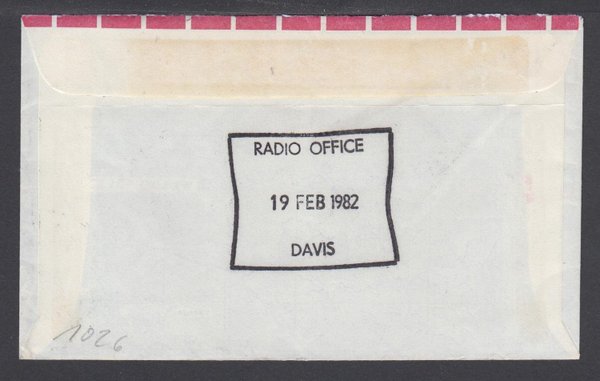 RADIO OFFICE
19 FEB 1982
DAVIS
1026